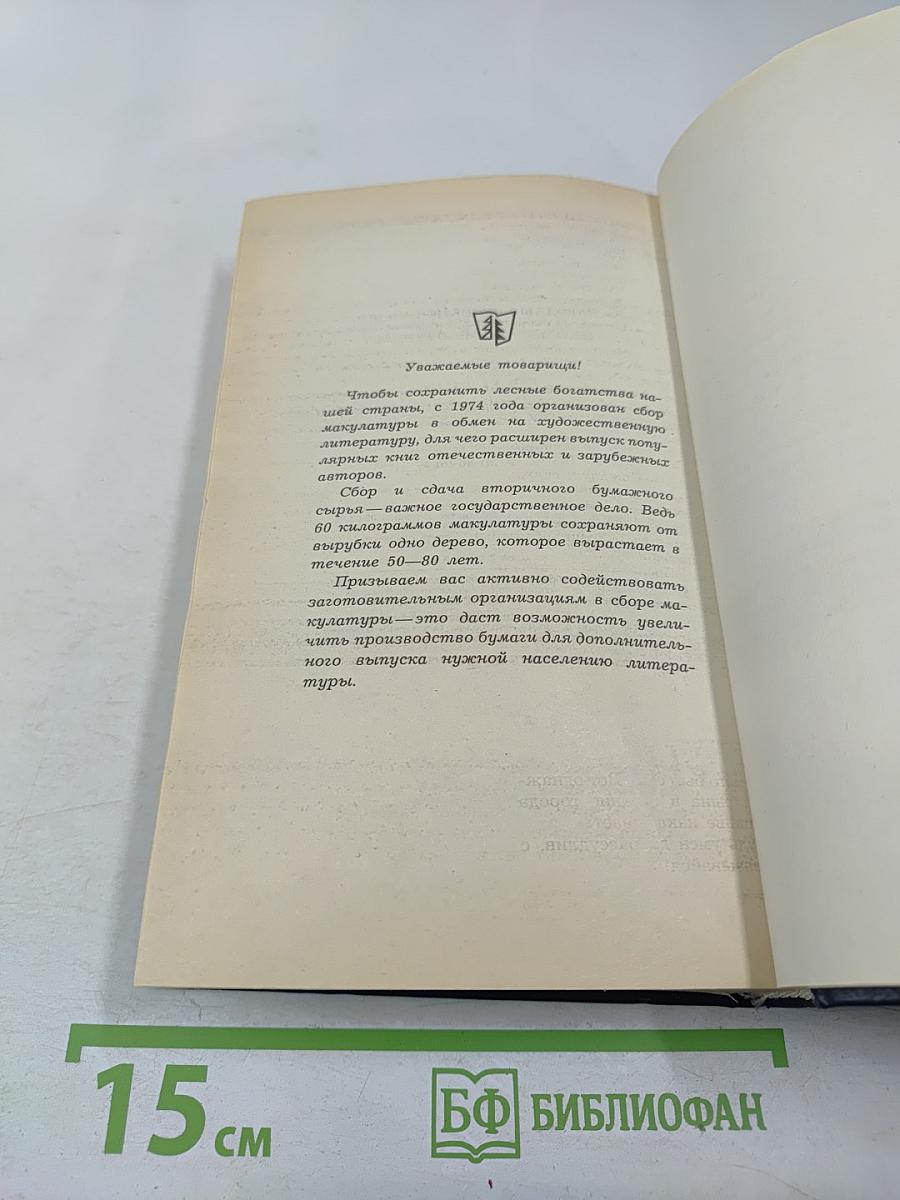 Уважаемые товарищи!
Чтобы сохранить лесные богатства на-
шей страны, с 1974 года организован сбор
макулатуры в обмен на художественную
литературу, для чего расширен выпуск попу-
лярных книг отечественных и зарубежных
авторов.
Сбор и сдача вторичного бумажного
сырья — важное государственное дело. Ведь
60 килограммов макулатуры сохраняют от
вырубки одно дерево, которое вырастает в
течение 50—80 лет.
Призываем вас активно содействовать
заготовительным организациям в сборе ма-
кулатуры — это даст возможность увели-
чить производство бумаги для дополнитель-
ного выпуска нужной населению литера-
туры.
15 см
БФ БИБЛИОФАН